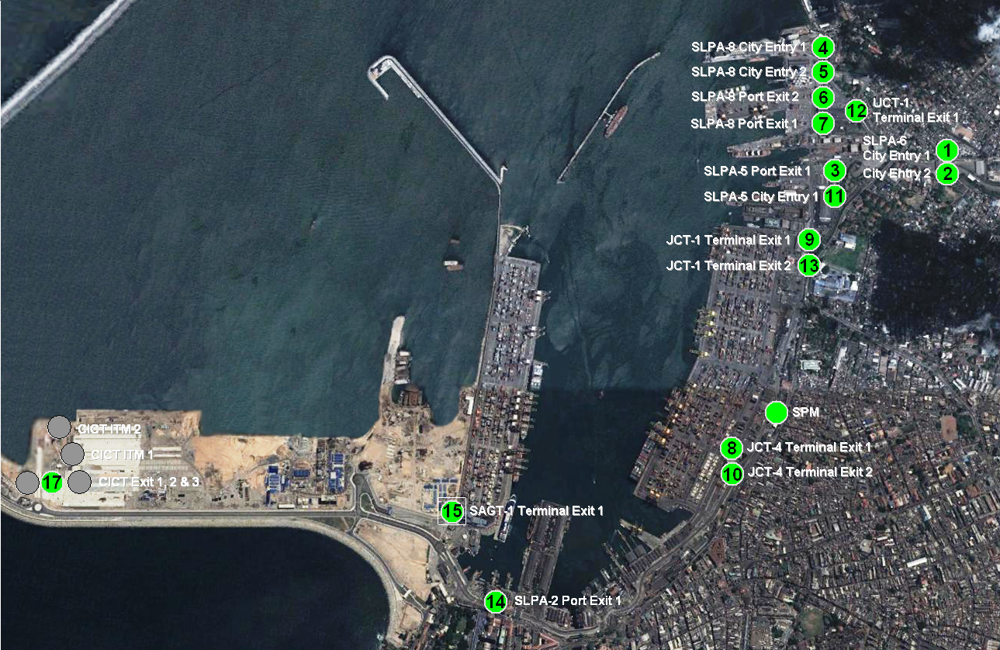 SLPA-8 City Entry 1 4
SLPA-8 City Entry 2 5
SLPA-8 Port Exit 2 6
12 UCT-1
Terminal Exit 1
SLPA-8 Port Exit 1 7
SLPA-6
City Entry 1 1
City Entry 2 2
SLPA-5 Port Exit 1 3
SLPA-5 City Entry 1 11
JCT-1 Terminal Exit 1 9
JCT-1 Terminal Exit 2 13
SPM
CICT ITM 2
8 JCT-4 Terminal Exit 1
CICT ITM 1
10 JCT-4 Terminal Exit 2
17 CICT Exit 1, 2 & 3
15 SAGT-1 Terminal Exit 1
14 SLPA-2 Port Exit 1